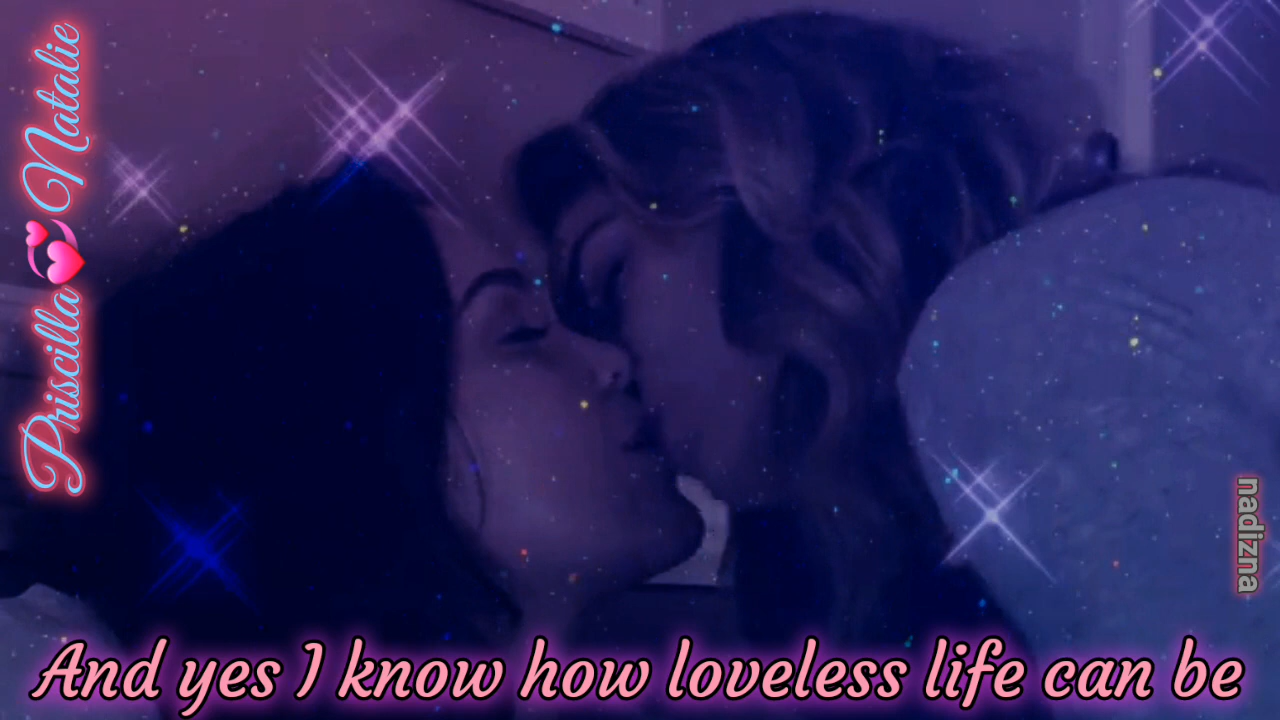 Priscilla💞Natalie
nadizna
And yes I know how loveless life can be